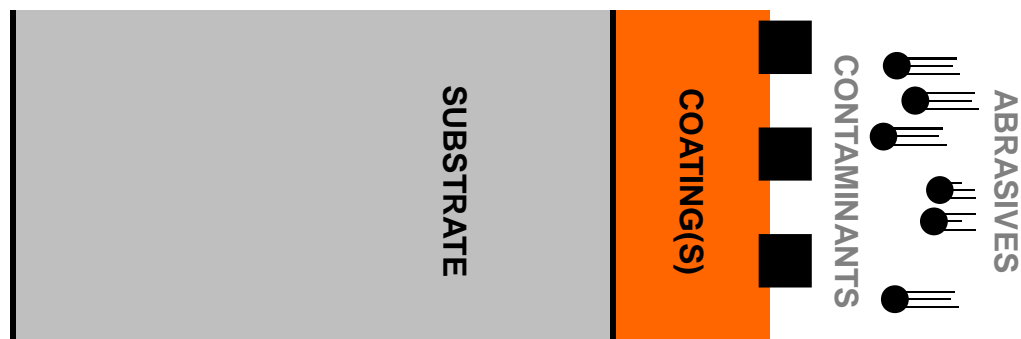 SUBSTRATE
COATING(S)
CONTAMINANTS
ABRASIVES